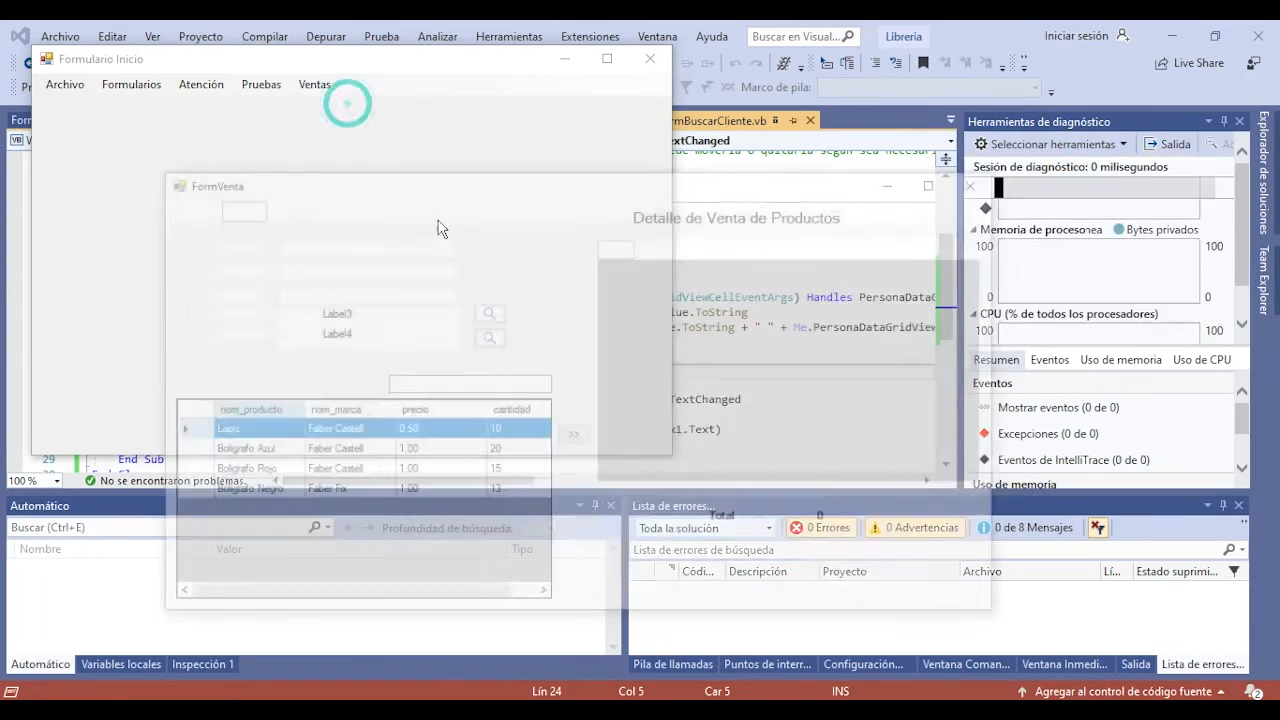 Archivo Editar Ver Proyecto Compilar Depurar Prueba Analizar Herramientas Extensiones Ventana Ayuda Buscar en Visual... Libreria Iniciar sesión
Formulario Inicio
Live Share
Marco de pila:
Archivo Formularios Atención Pruebas Ventas
rmBuscarCliente.vb
extChanged
Herramientas de diagnóstico
Seleccionar herramientas Salida
Sesión de diagnóstico: 0 milisegundos
FormVenta
Detalle de Venta de Productos
Memoria de proceso
Bytes privados
100 100
0 0
CPU (% de todos los procesadores)
100 100
idViewCellEventArgs) Handles PersonaDataG
lue.ToString
e.ToString + " " + Me.PersonaDataGridView
Label3
Label4
Resumen Eventos Uso de memoria Uso de CPU
Eventos
Mostrar eventos (0 de 0)
Excepciones (0 de 0)
Eventos de IntelliTrace (0 de 0)
Uso de memoria
extChanged
x1.Text)
nom_producto nom_marca precio cantidad
Lapiz Faber Castell 0.50 10
Boligrafo Azul Faber Castell 1.00 20
Boligrafo Rojo Faber Castell 1.00 15
Boligrafo Negro Faber Fix 1.00 13
29 End Sub
100 % No se encontraron problemas.
Automático
Buscar (Ctrl+E) Profundidad de búsqueda:
Nombre Valor Tipo
Lista de errores...
Total 0
Toda la solución 0 Errores 0 Advertencias 0 de 8 Mensajes
Lista de errores de búsqueda
Códi... Descripción Proyecto Archivo Lí... Estado suprimi...
Explorador de soluciones
Team Explorer
Automático Variables locales Inspección 1
Pila de llamadas Puntos de interr... Configuración... Ventana Coman... Ventana Inmedi... Salida Lista de errores...
Lín 24 Col 5 Car 5 INS Agregar al control de código fuente 2